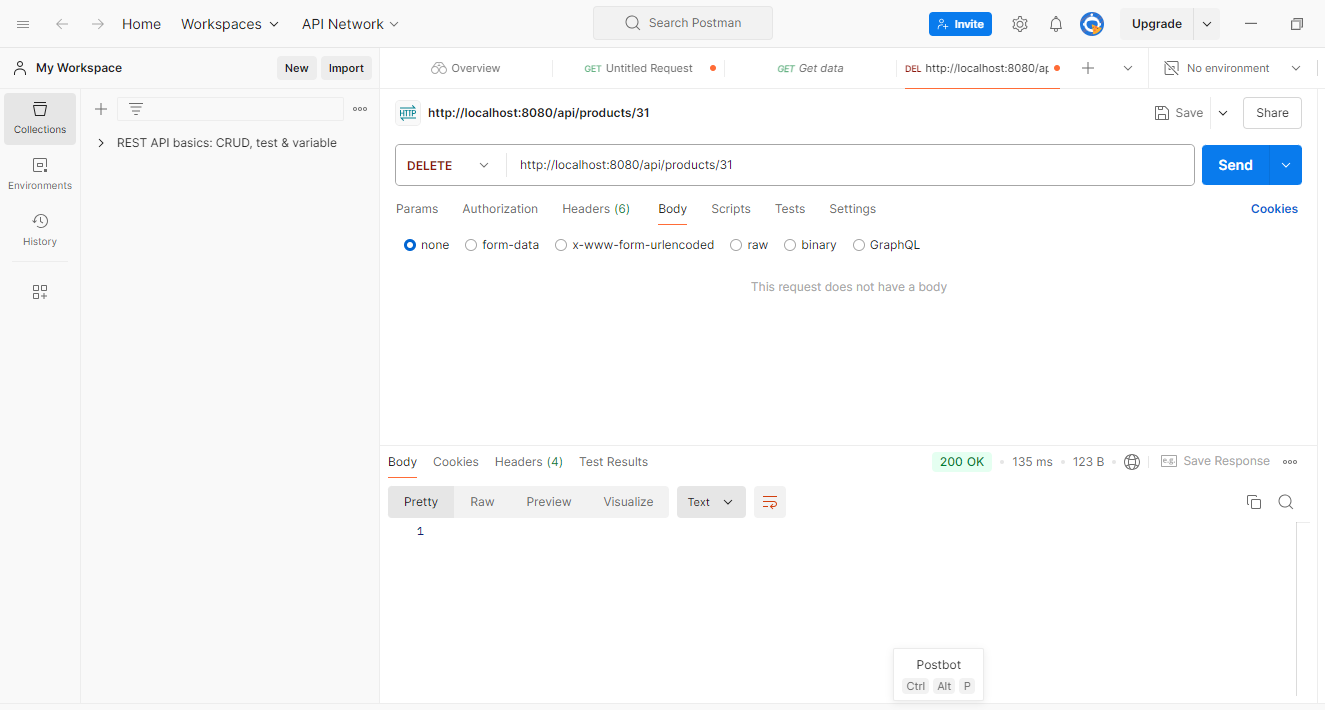 Home Workspaces API Network Search Postman Invite Upgrade
My Workspace New Import Overview GET Untitled Request GET Get data DEL http://localhost:8080/ap No environment
Collections
REST API basics: CRUD, test & variable
Environments
History
HTTP http://localhost:8080/api/products/31 Save Share
DELETE http://localhost:8080/api/products/31 Send
Params Authorization Headers (6) Body Scripts Tests Settings Cookies
none form-data x-www-form-urlencoded raw binary GraphQL
This request does not have a body
Body Cookies Headers (4) Test Results 200 OK 135 ms 123 B e.g. Save Response
Pretty Raw Preview Visualize Text
1
Postbot
Ctrl Alt P